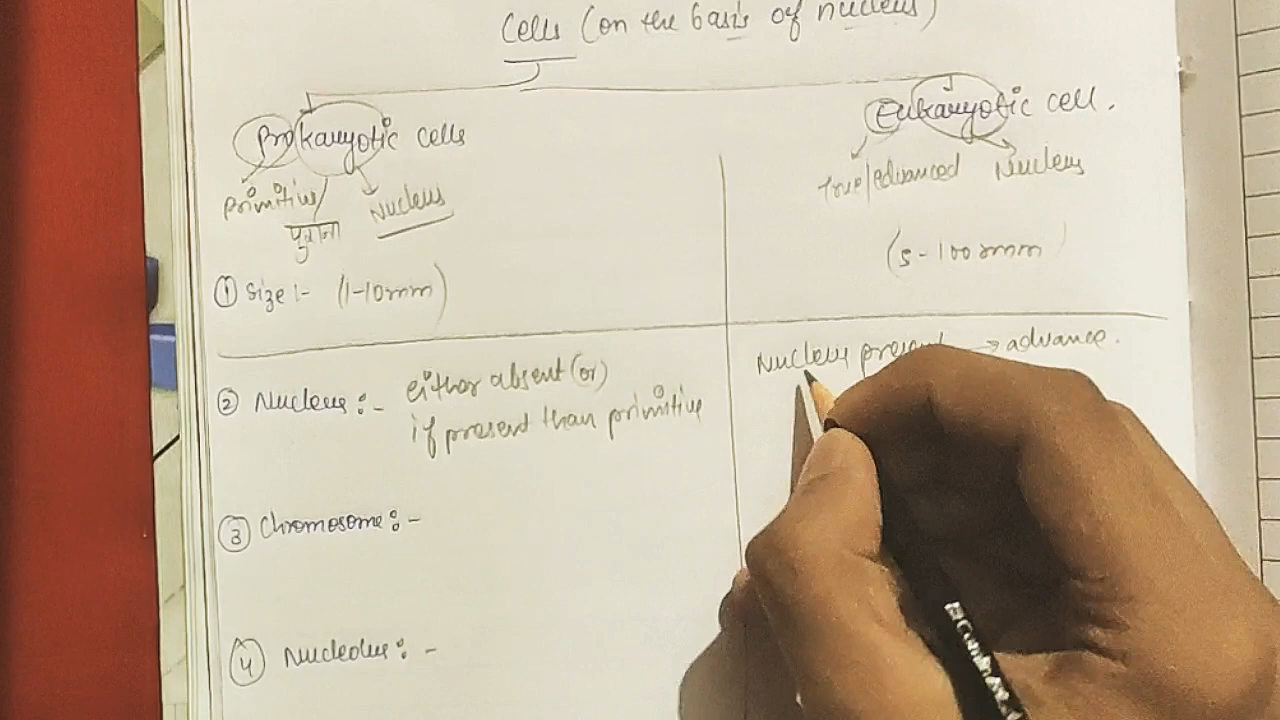 Cells (on the basis of nucleus)
Prokaryotic cells
Primitive/
पुराना
Nucleus
Eukaryotic cell.
True/advanced
Nucleus
① Size :- (1-10mm)
(5-100mm)
② Nucleus :- either absent (or)
if present than primitive
Nucleus present → advance.
③ Chromosome :-
④ Nucleolus :-